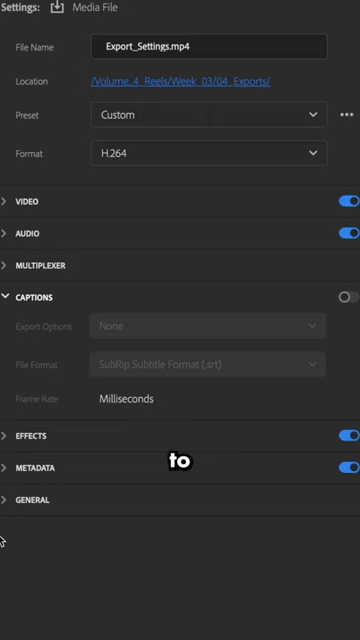 Settings: Media File
File Name Export_Settings.mp4
Location /Volume_4_Reels/Week_03/04_Exports/
Preset Custom
Format H.264
VIDEO
AUDIO
MULTIPLEXER
CAPTIONS
Export Options None
File Format SubRip Subtitle Format (.srt)
Frame Rate Milliseconds
EFFECTS
to
METADATA
GENERAL